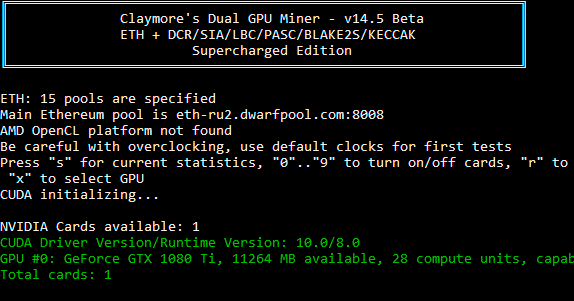 Claymore's Dual GPU Miner - v14.5 Beta
ETH + DCR/SIA/LBC/PASC/BLAKE2S/KECCAK
Supercharged Edition
ETH: 15 pools are specified
Main Ethereum pool is eth-ru2.dwarfpool.com:8008
AMD OpenCL platform not found
Be careful with overclocking, use default clocks for first tests
Press "s" for current statistics, "0".."9" to turn on/off cards, "r" to
"x" to select GPU
CUDA initializing...
NVIDIA Cards available: 1
CUDA Driver Version/Runtime Version: 10.0/8.0
GPU #0: GeForce GTX 1080 Ti, 11264 MB available, 28 compute units, capab
Total cards: 1